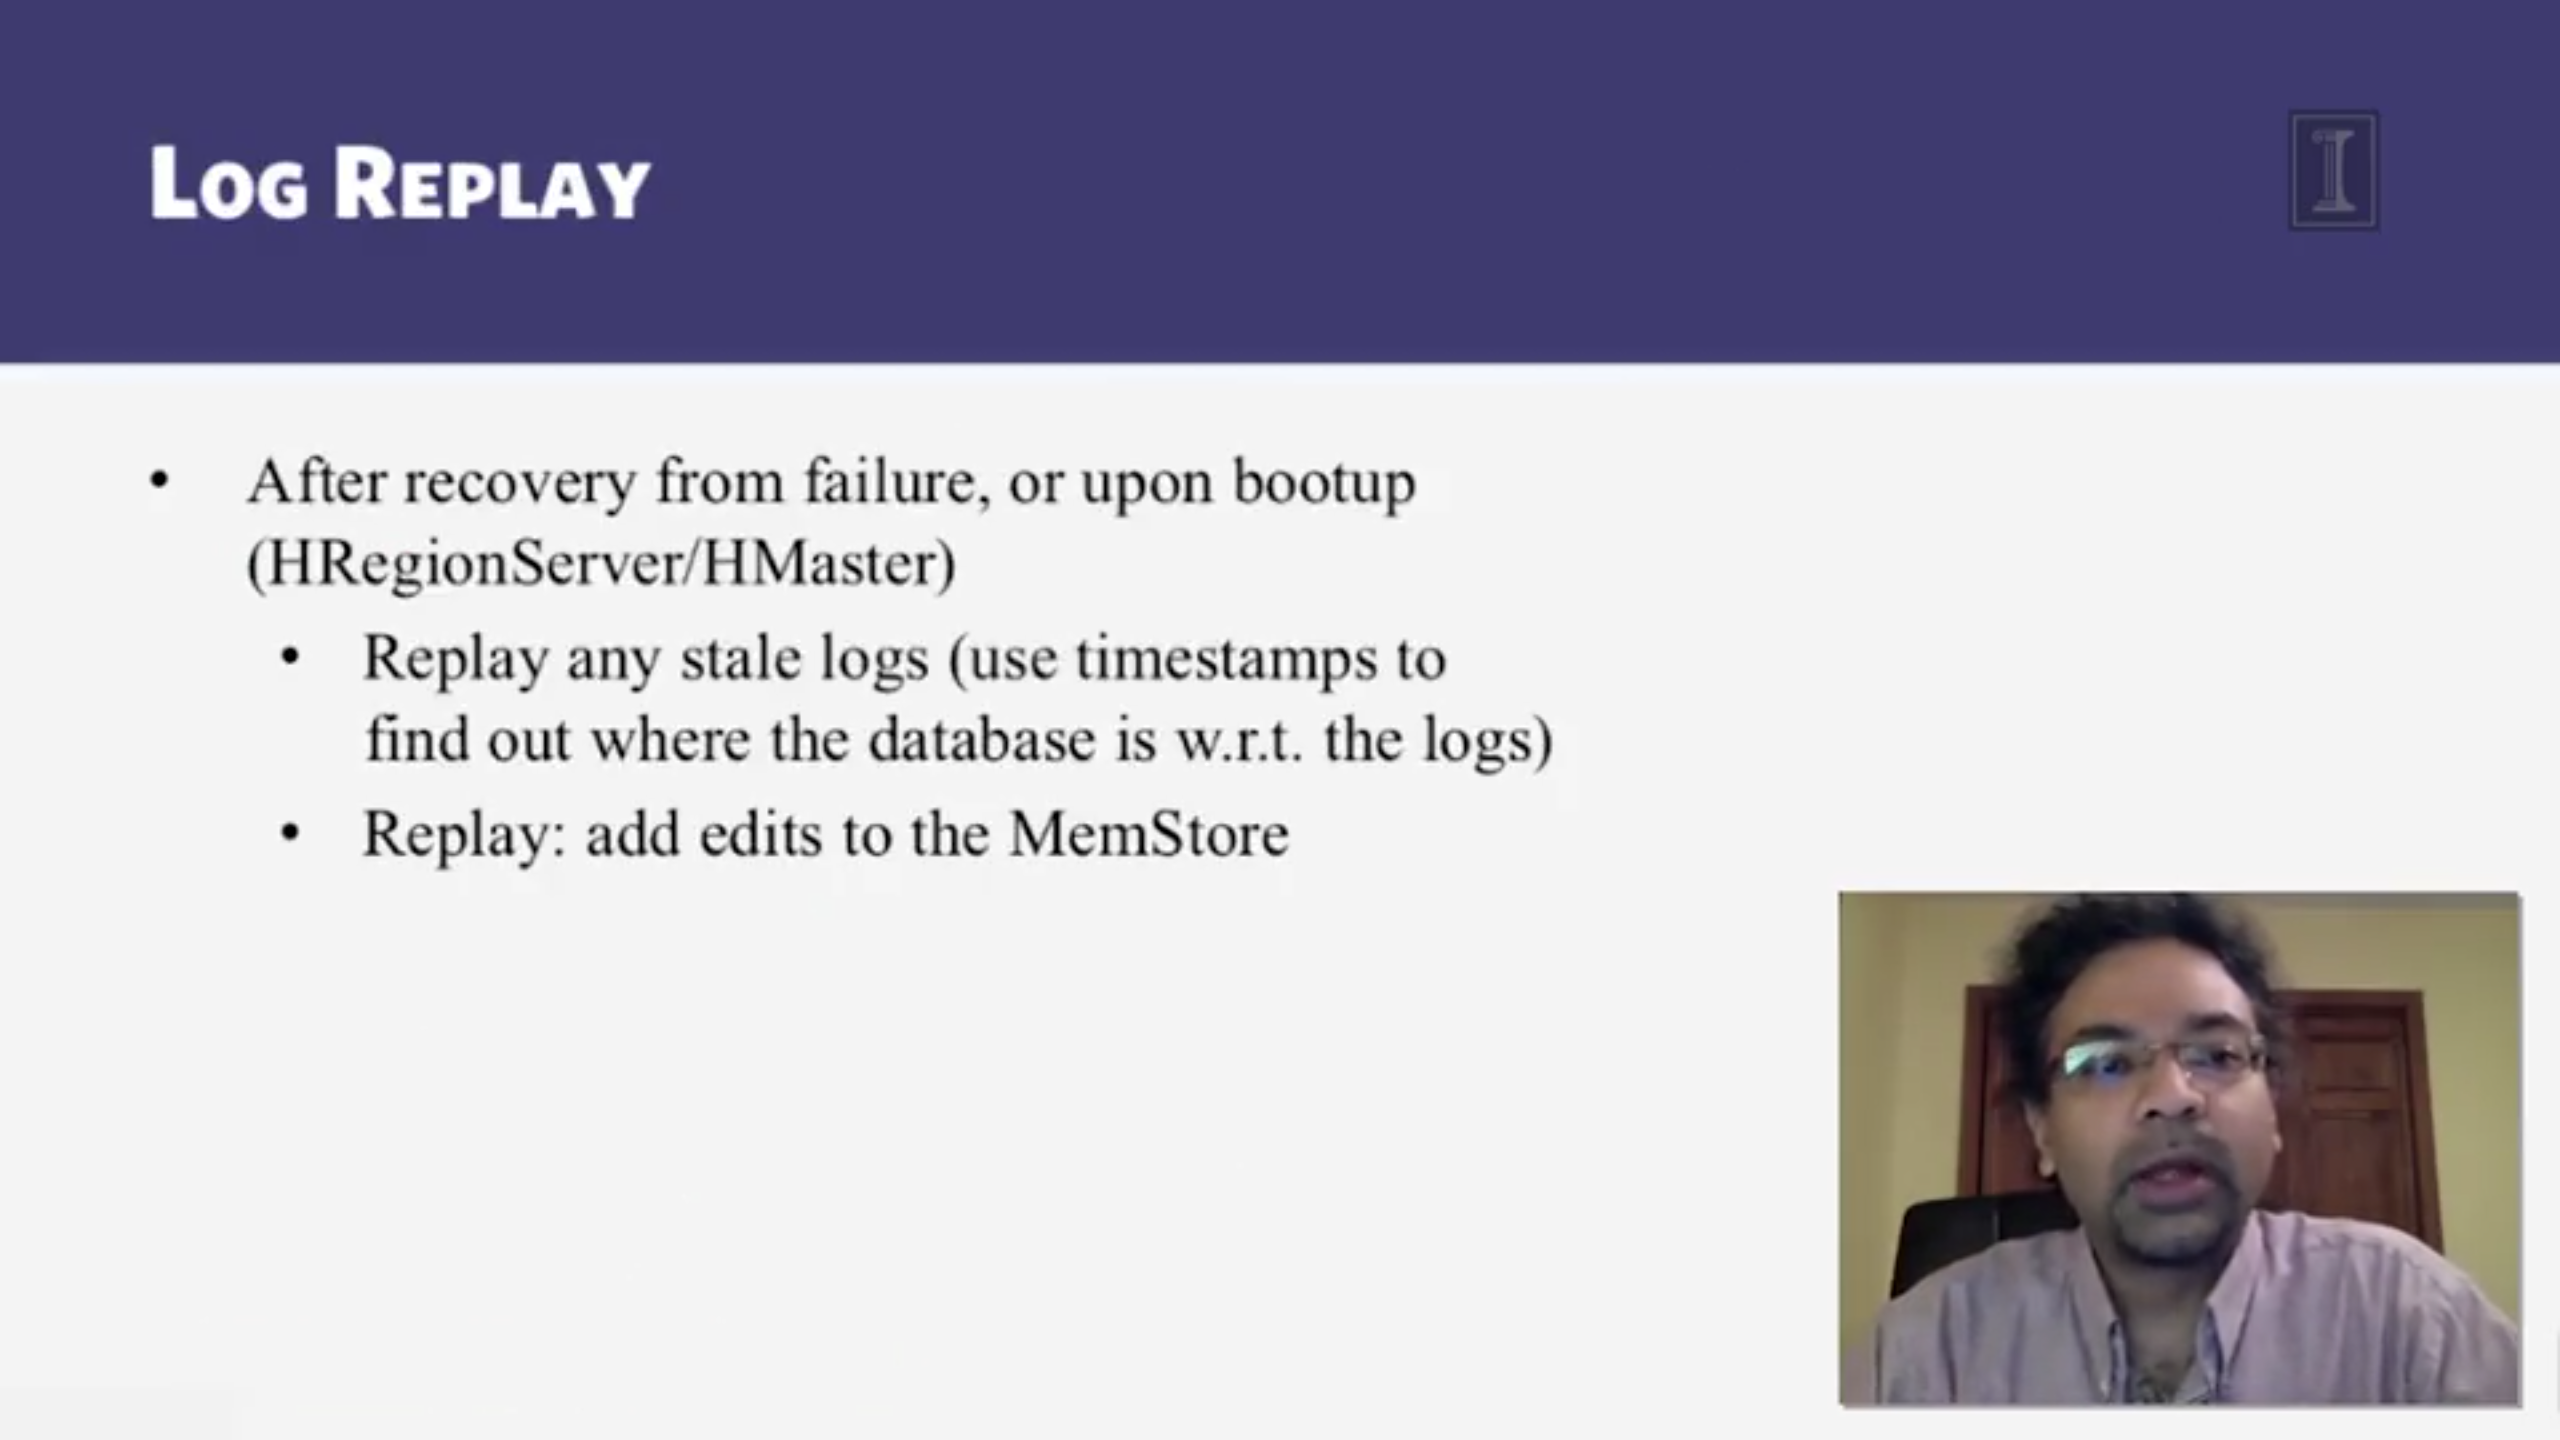 LOG REPLAY
• After recovery from failure, or upon bootup
(HRegionServer/HMaster)
• Replay any stale logs (use timestamps to
find out where the database is w.r.t. the logs)
• Replay: add edits to the MemStore